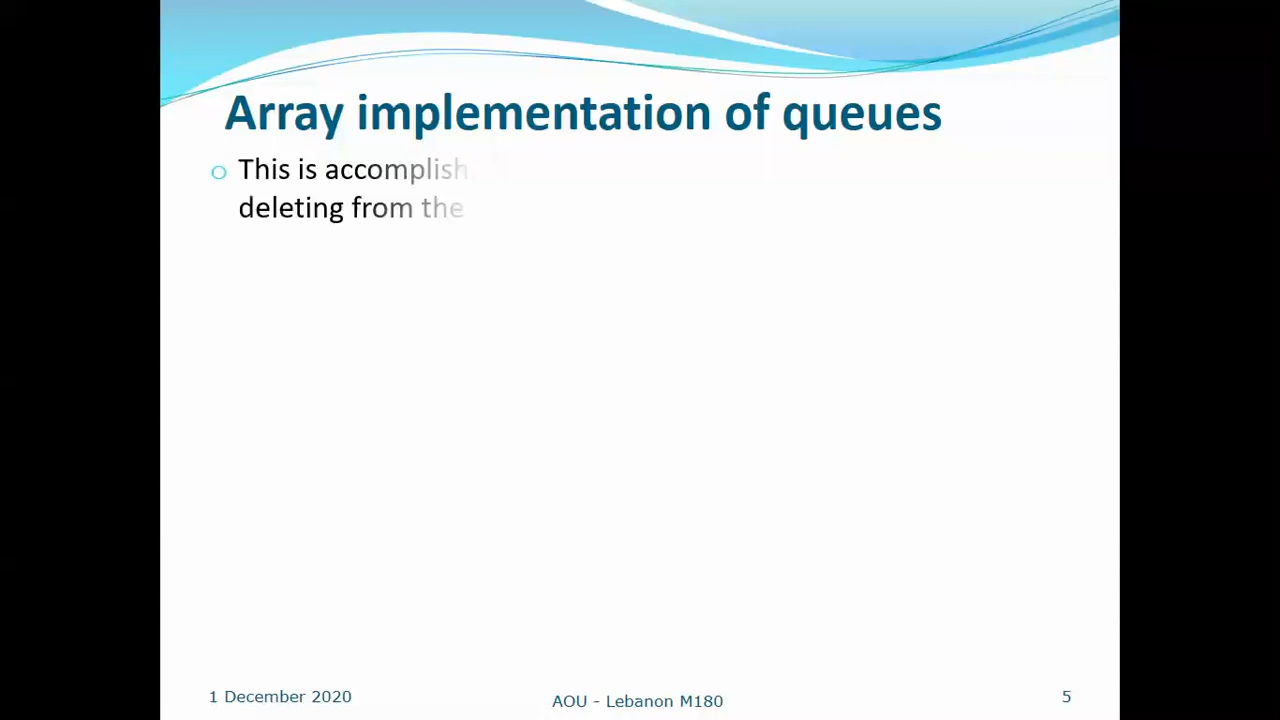 Array implementation of queues
This is accomplish
deleting from the
1 December 2020
AOU - Lebanon M180
5